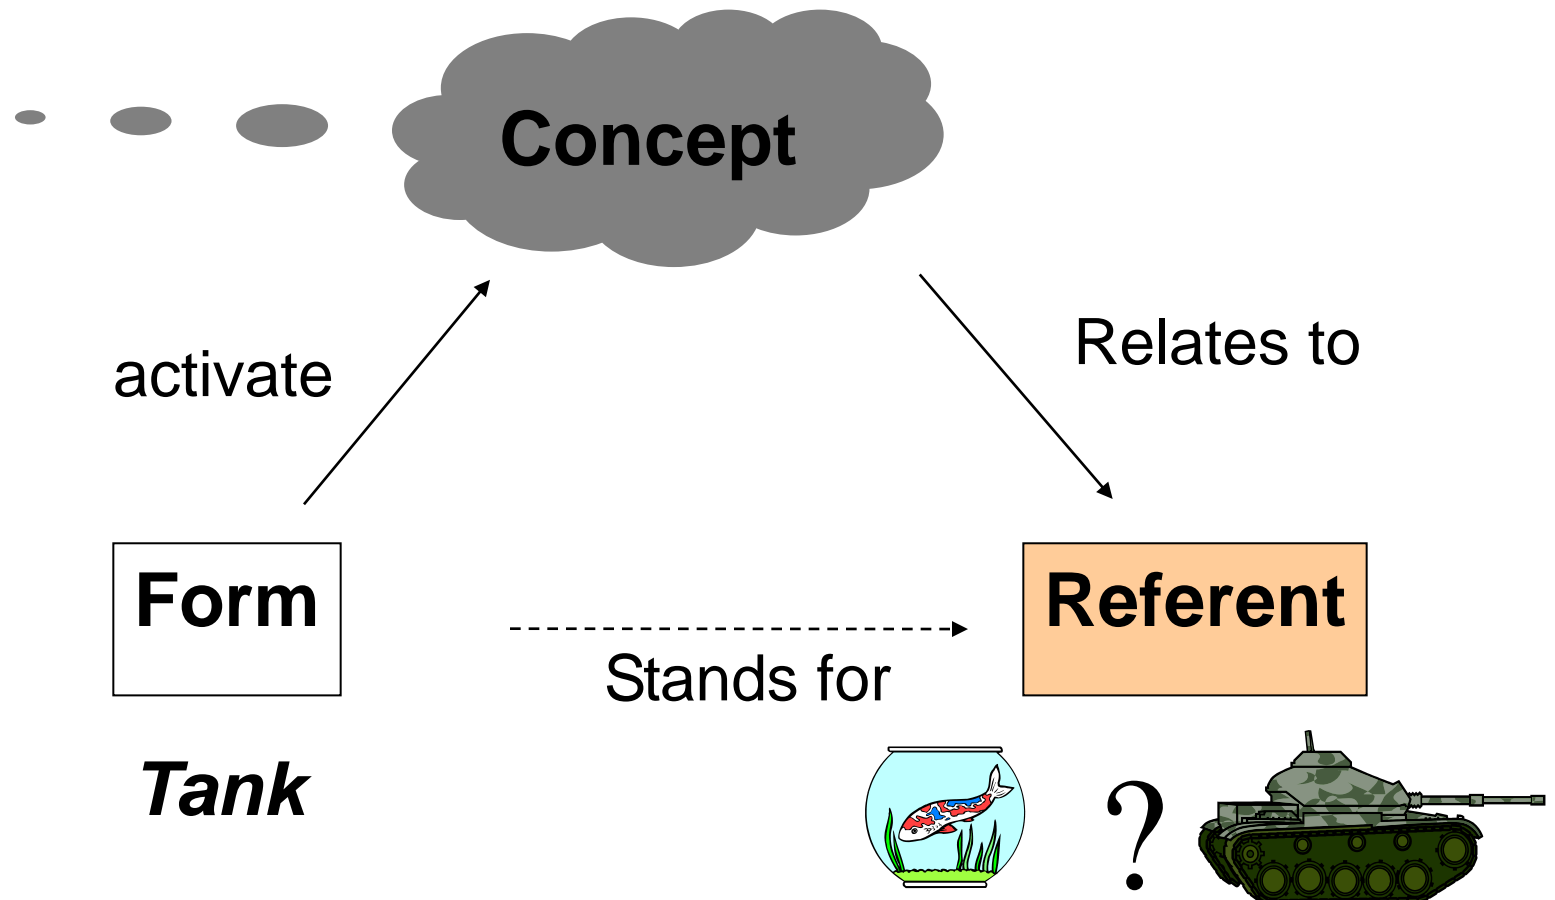 Concept
activate
Relates to
Form
Referent
Stands for
Tank
?